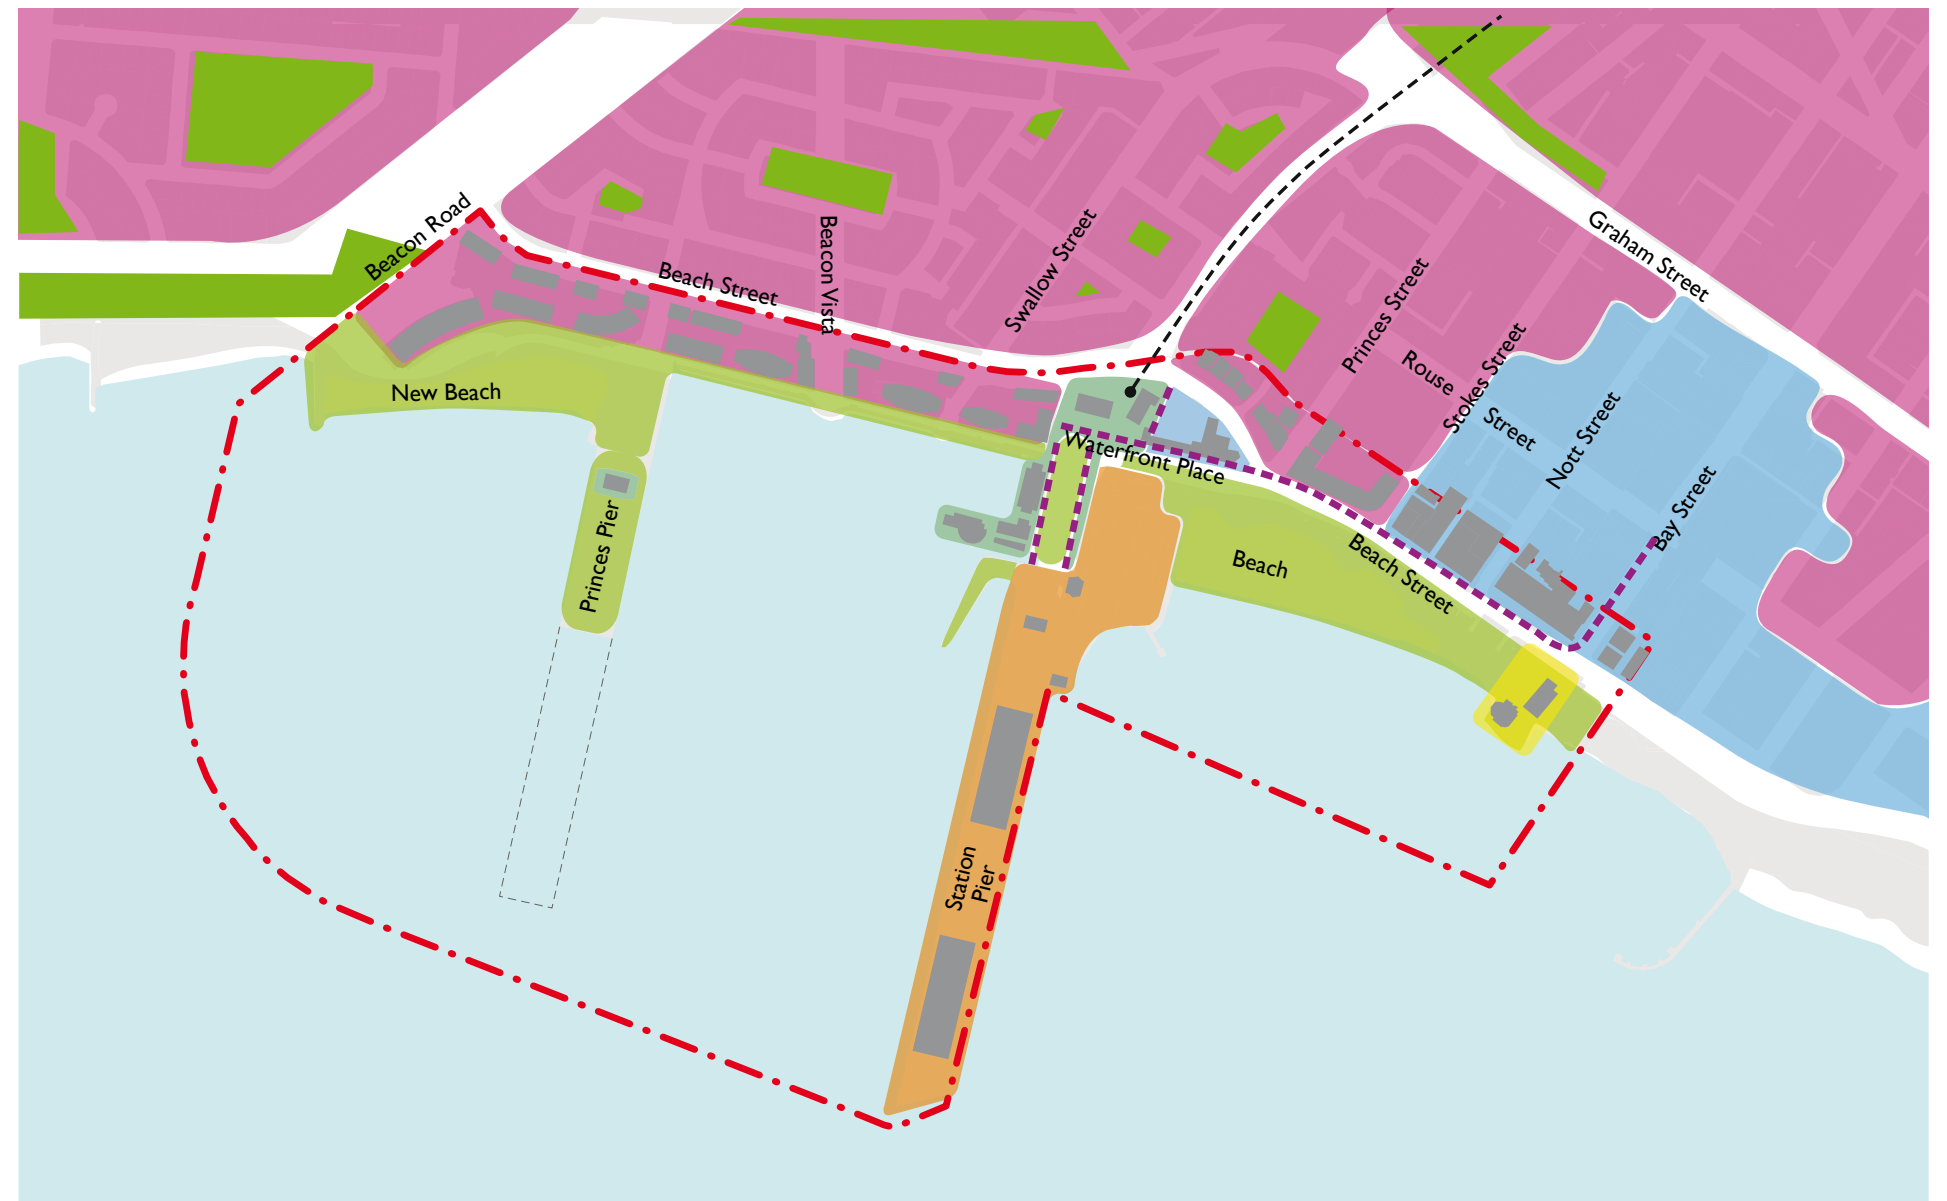 Beacon Road
Beach Street
Beacon Vista
Swallow Street
Princes Street
Graham Street
Rouse
Street
Stokes Street
Nott Street
Bay Street
New Beach
Waterfront Place
Princes Pier
Beach
Beach Street
Station
Pier